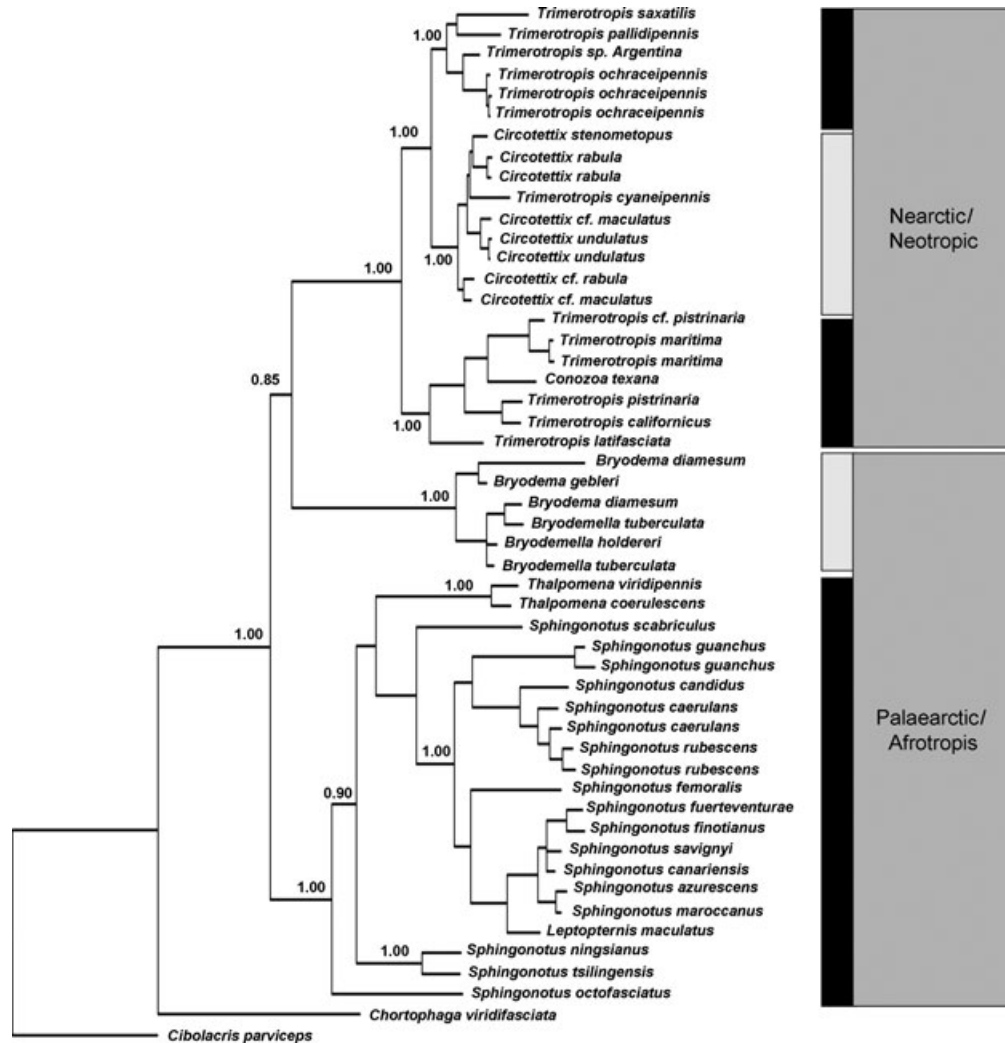 Trimerotropis saxatilis
1.00
Trimerotropis pallidipennis
Trimerotropis sp. Argentina
Trimerotropis ochraceipennis
Trimerotropis ochraceipennis
Trimerotropis ochraceipennis
1.00
Circotettix stenometopus
Circotettix rabula
Circotettix rabula
Trimerotropis cyaneipennis
Circotettix cf. maculatus
Nearctic/
Neotropic
Circotettix undulatus
1.00
1.00
Circotettix undulatus
Circotettix cf. rabula
Circotettix cf. maculatus
Trimerotropis cf. pistrinaria
Trimerotropis maritima
Trimerotropis maritima
0.85
Conozoa texana
Trimerotropis pistrinaria
1.00
Trimerotropis californicus
Trimerotropis latifasciata
Bryodema diamesum
Bryodema gebleri
1.00
Bryodema diamesum
Bryodemella tuberculata
Bryodemella holdereri
Bryodemella tuberculata
1.00
Thalpomena viridipennis
Thalpomena coerulescens
Sphingonotus scabriculus
1.00
Sphingonotus guanchus
Sphingonotus guanchus
Sphingonotus candidus
Sphingonotus caerulans
Palaearctic/
Afrotropis
Sphingonotus caerulans
1.00
Sphingonotus rubescens
Sphingonotus rubescens
Sphingonotus femoralis
0.90
Sphingonotus fuerteventurae
Sphingonotus finotianus
Sphingonotus savignyi
Sphingonotus canariensis
1.00
Sphingonotus azurescens
Sphingonotus maroccanus
Leptopternis maculatus
1.00
Sphingonotus ningsianus
Sphingonotus tsilingensis
Sphingonotus octofasciatus
Chortophaga viridifasciata
Cibolacris parviceps